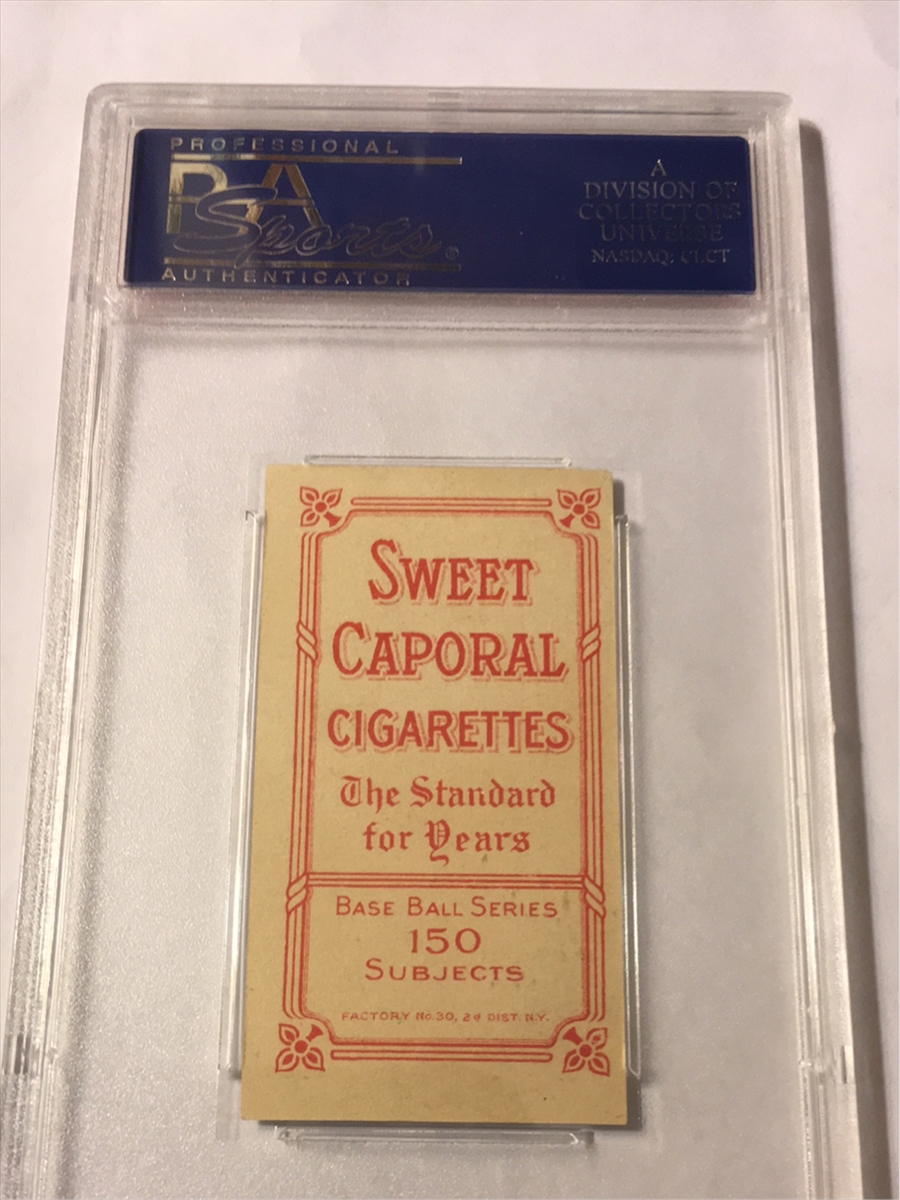 PROFESSIONAL
PSA
Sports®
AUTHENTICATOR
A
DIVISION OF
COLLECTORS
UNIVERSE
NASDAQ: CLCT
SWEET
CAPORAL
CIGARETTES
The Standard
for Years
BASE BALL SERIES
150
SUBJECTS
FACTORY No. 30, 2d DIST. N.Y.